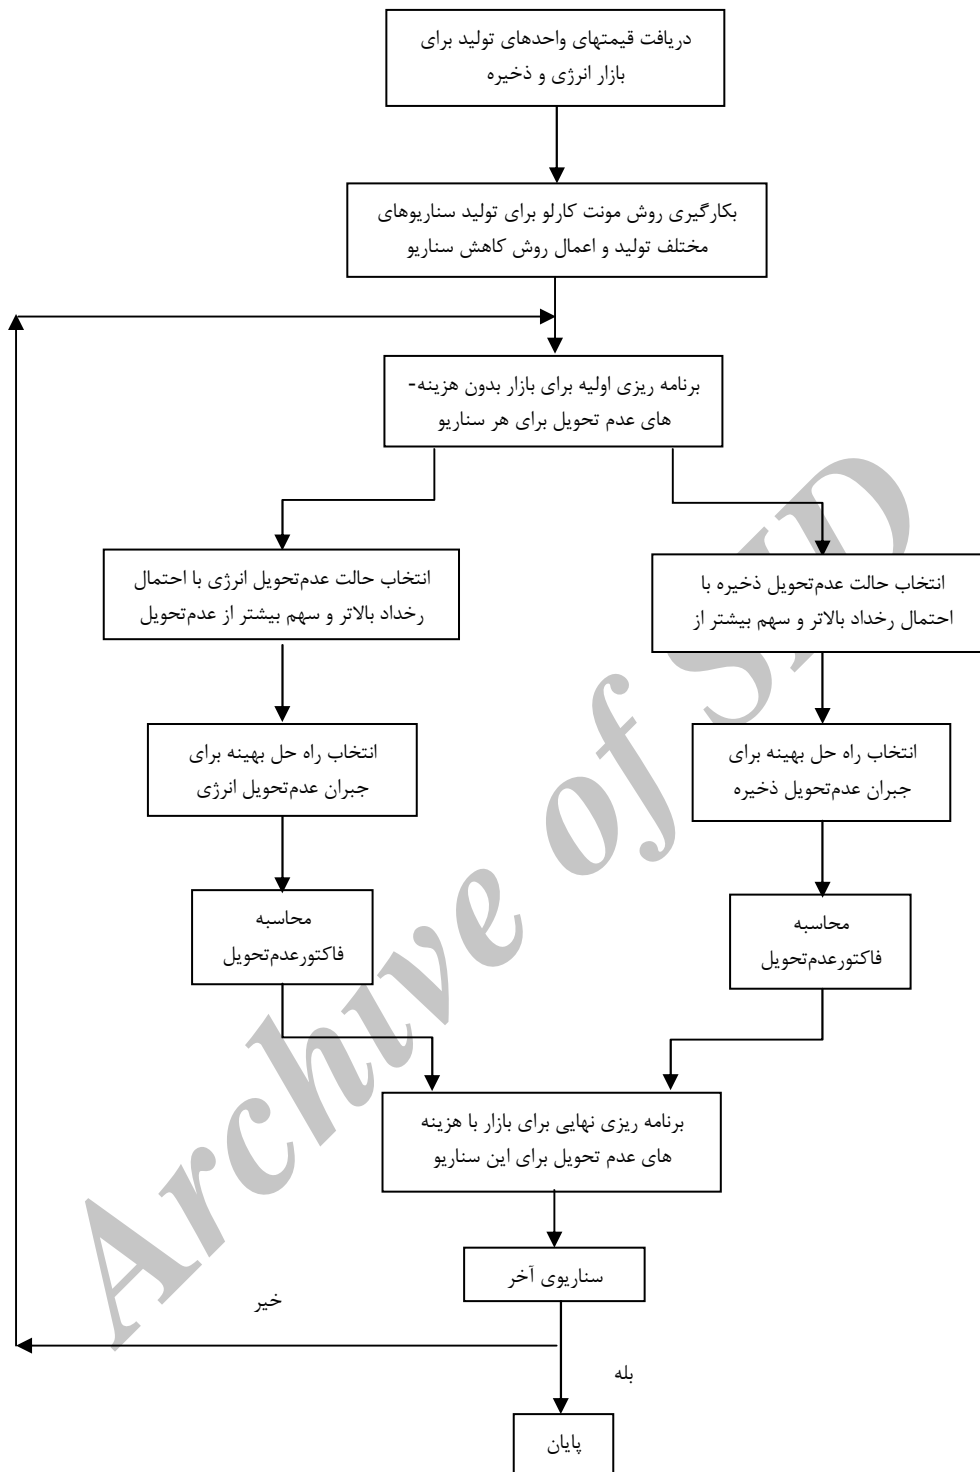 دریافت قیمتهای واحدهای تولید برای
بازار انرژی و ذخیره
بکارگیری روش مونت کارلو برای تولید سناریوهای
مختلف تولید و اعمال روش کاهش سناریو
برنامه ریزی اولیه برای بازار بدون هزینه-
های عدم تحویل برای هر سناریو
انتخاب حالت عدم‌تحویل ذخیره با
احتمال رخداد بالاتر و سهم بیشتر از
انتخاب حالت عدم‌تحویل انرژی با احتمال
رخداد بالاتر و سهم بیشتر از عدم‌تحویل
انتخاب راه حل بهینه برای
جبران عدم‌تحویل ذخیره
انتخاب راه حل بهینه برای
جبران عدم‌تحویل انرژی
محاسبه
فاکتورعدم‌تحویل
محاسبه
فاکتورعدم‌تحویل
برنامه ریزی نهایی برای بازار با هزینه
های عدم تحویل برای این سناریو
سناریوی آخر
خیر
بله
پایان
Archive of SID